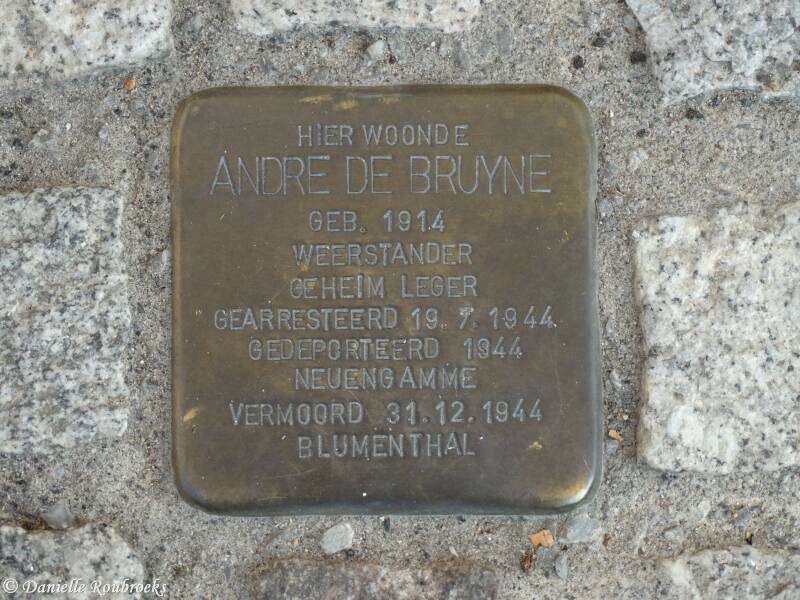 HIER WOONDE
ANDRE DE BRUYNE
GEB. 1914
WEERSTANDER
GEHEIM LEGER
GEARRESTEERD 19.7.1944
GEDEPORTEERD 1944
NEUENGAMME
VERMOORD 31.12.1944
BLUMENTHAL
© Danielle Roubroeks